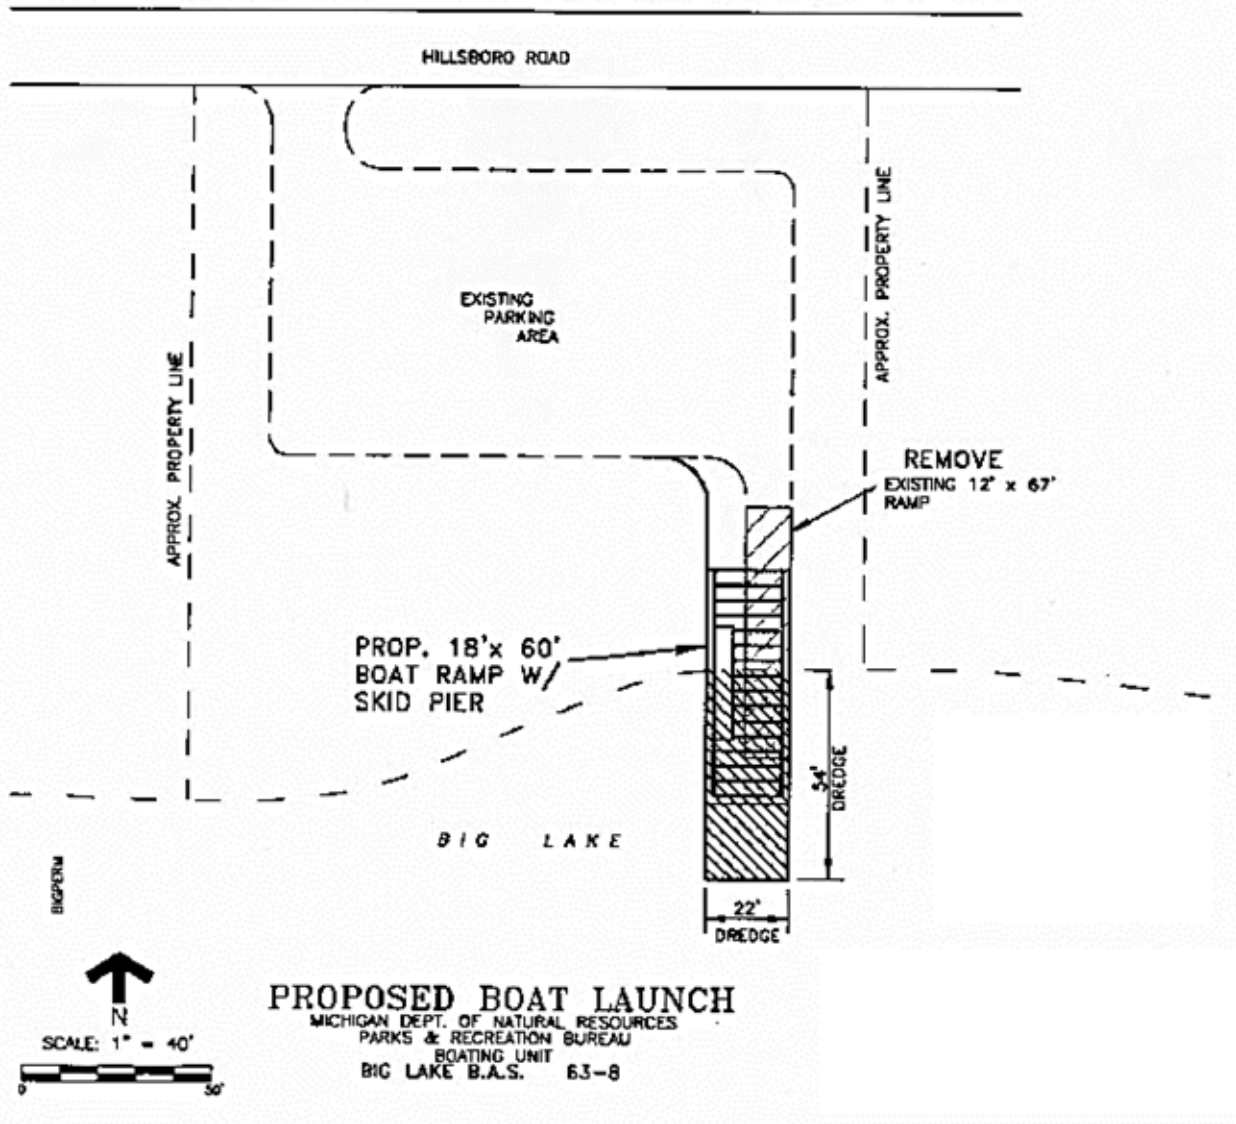 HILLSBORO ROAD
APPROX. PROPERTY LINE
EXISTING
PARKING
AREA
APPROX. PROPERTY LINE
REMOVE
EXISTING 12' x 67'
RAMP
PROP. 18'x 60'
BOAT RAMP W/
SKID PIER
54'
DREDGE
BIG LAKE
BIGPERM
22'
DREDGE
N
SCALE: 1" = 40'
0 50'
PROPOSED BOAT LAUNCH
MICHIGAN DEPT. OF NATURAL RESOURCES
PARKS & RECREATION BUREAU
BOATING UNIT
BIG LAKE B.A.S. 63-8